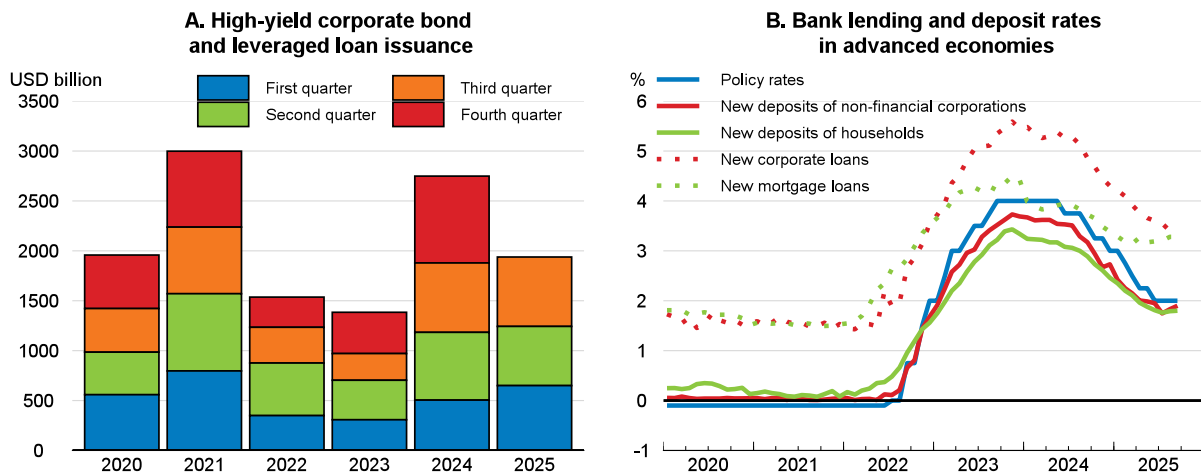 A. High-yield corporate bond
and leveraged loan issuance
USD billion
First quarter
Third quarter
Second quarter
Fourth quarter
3500
3000
2500
2000
1500
1000
500
0
2020 2021 2022 2023 2024 2025
B. Bank lending and deposit rates
in advanced economies
%
Policy rates
New deposits of non-financial corporations
New deposits of households
New corporate loans
New mortgage loans
6
5
4
3
2
1
0
-1
2020 2021 2022 2023 2024 2025